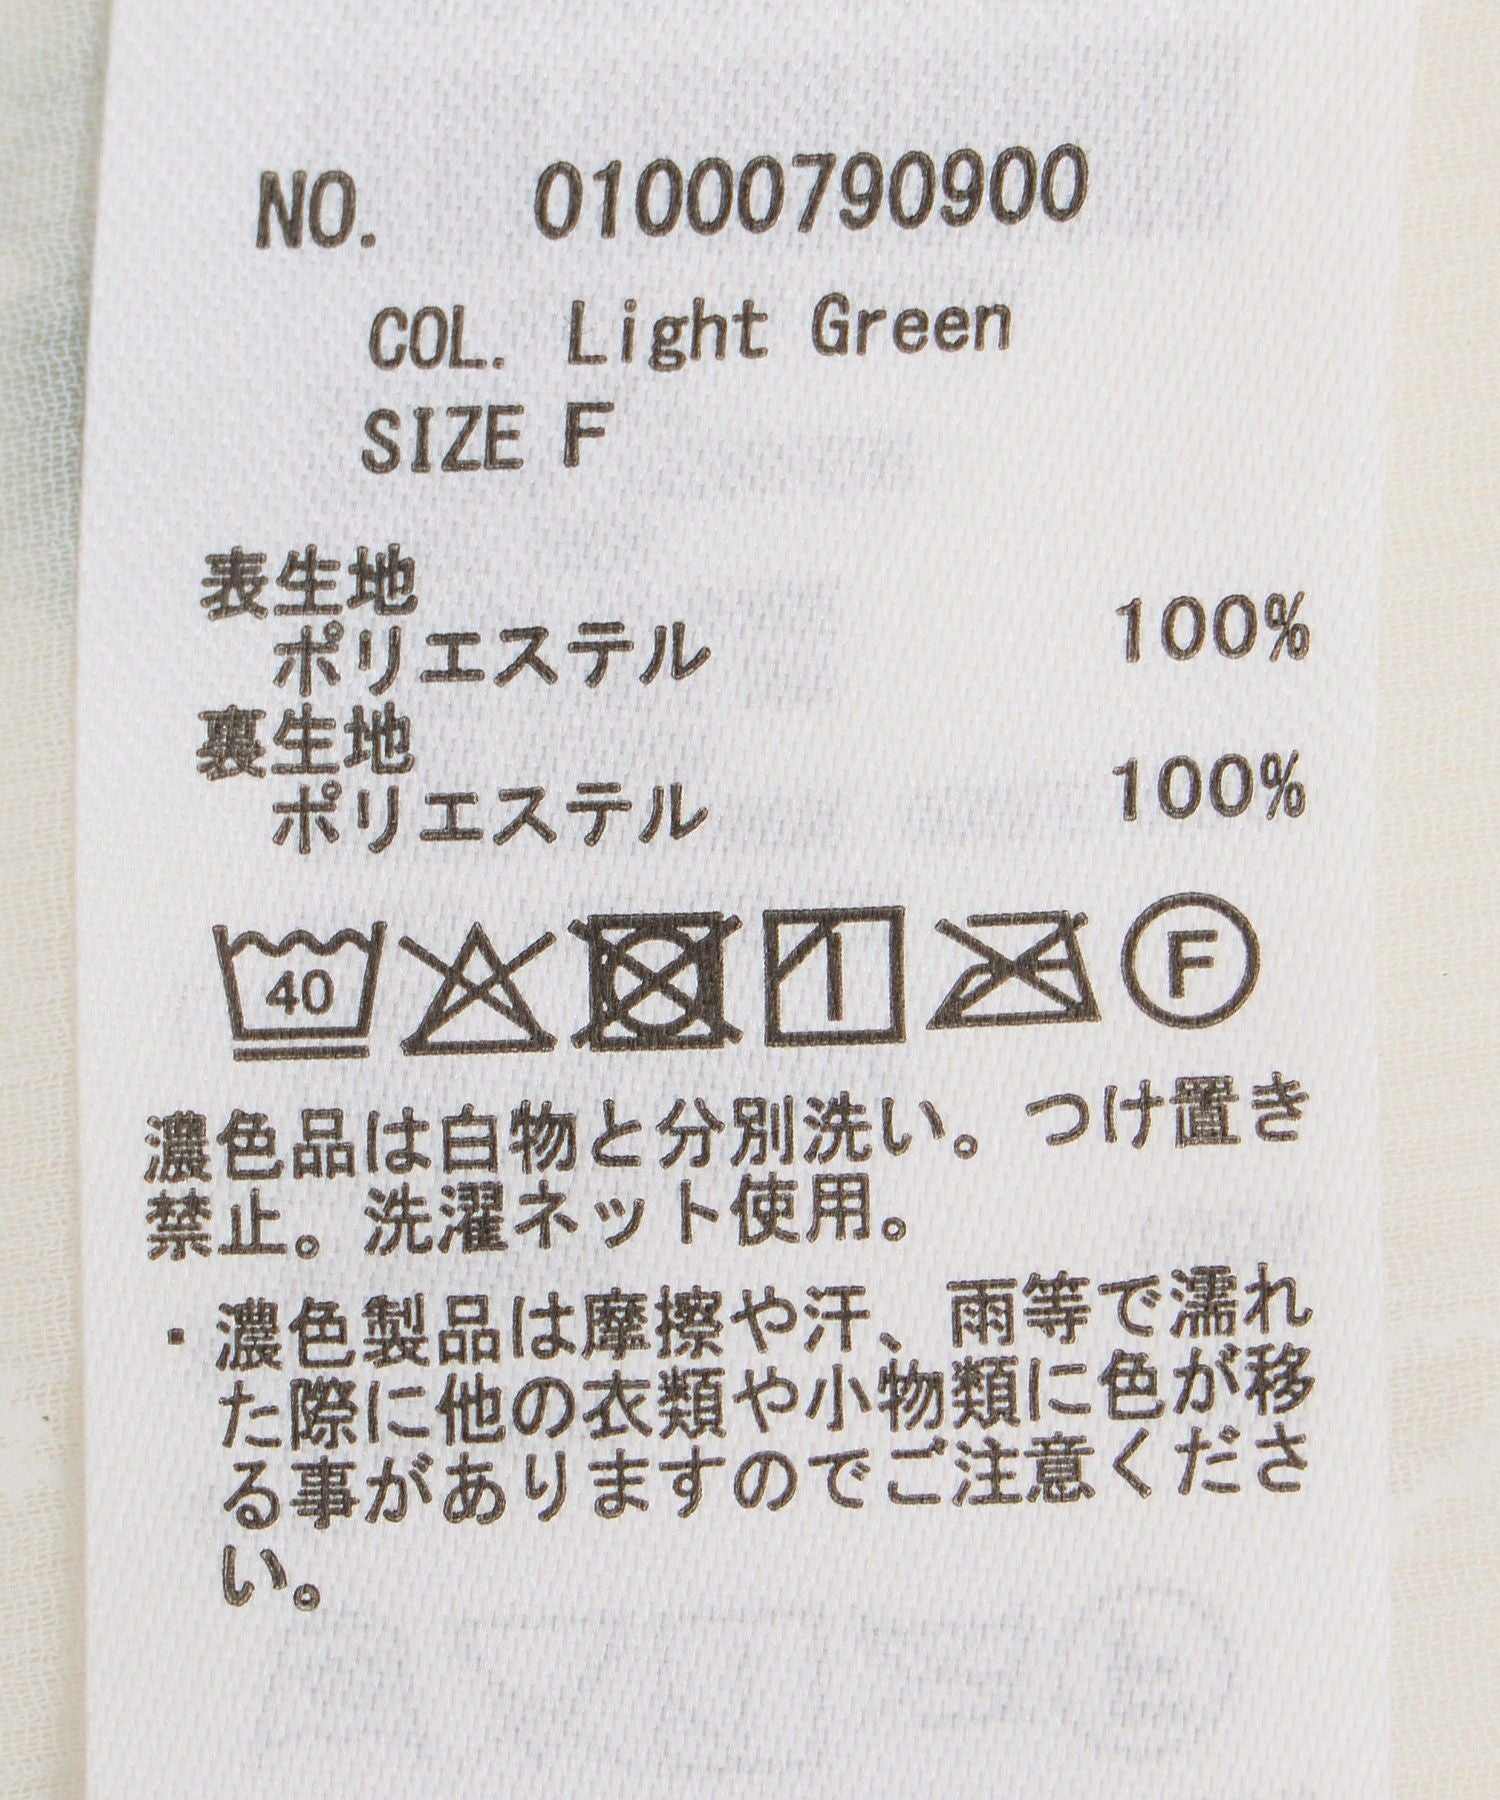 NO. 01000790900
COL. Light Green
SIZE F
表生地
ポリエステル 100%
裏生地
ポリエステル 100%
40 F
濃色品は白物と分別洗い。つけ置き
禁止。洗濯ネット使用。
・濃色製品は摩擦や汗、雨等で濡れ
た際に他の衣類や小物類に色が移
る事がありますのでご注意くださ
い。